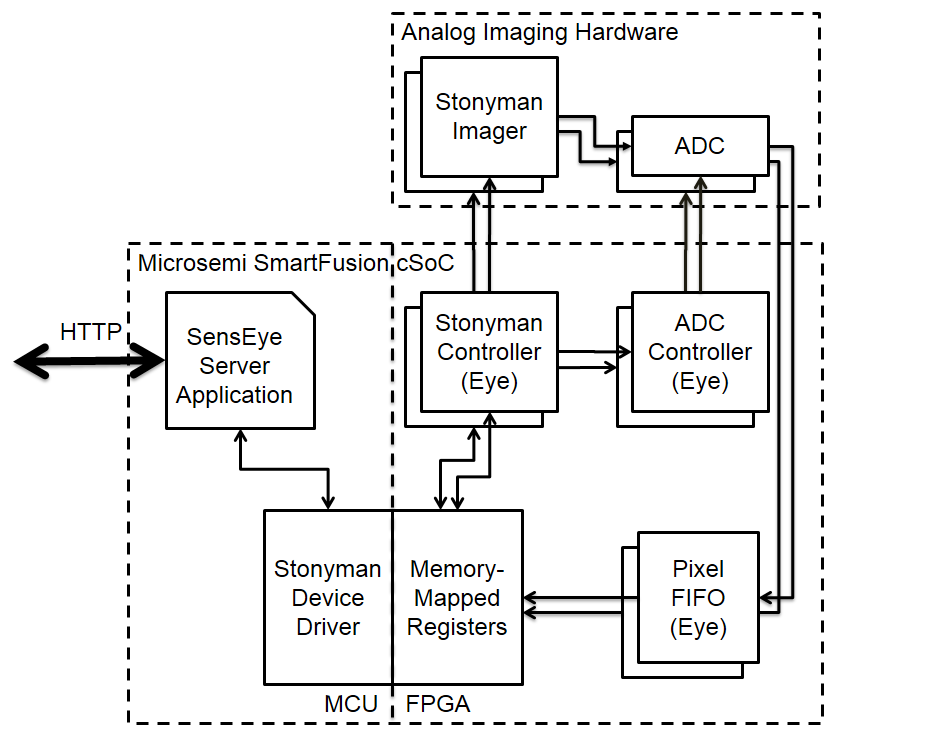 Analog Imaging Hardware
Stonyman
Imager
ADC
Microsemi SmartFusion cSoC
HTTP
SensEye
Server
Application
Stonyman
Controller
(Eye)
ADC
Controller
(Eye)
Stonyman
Device
Driver
Memory-
Mapped
Registers
Pixel
FIFO
(Eye)
MCU
FPGA